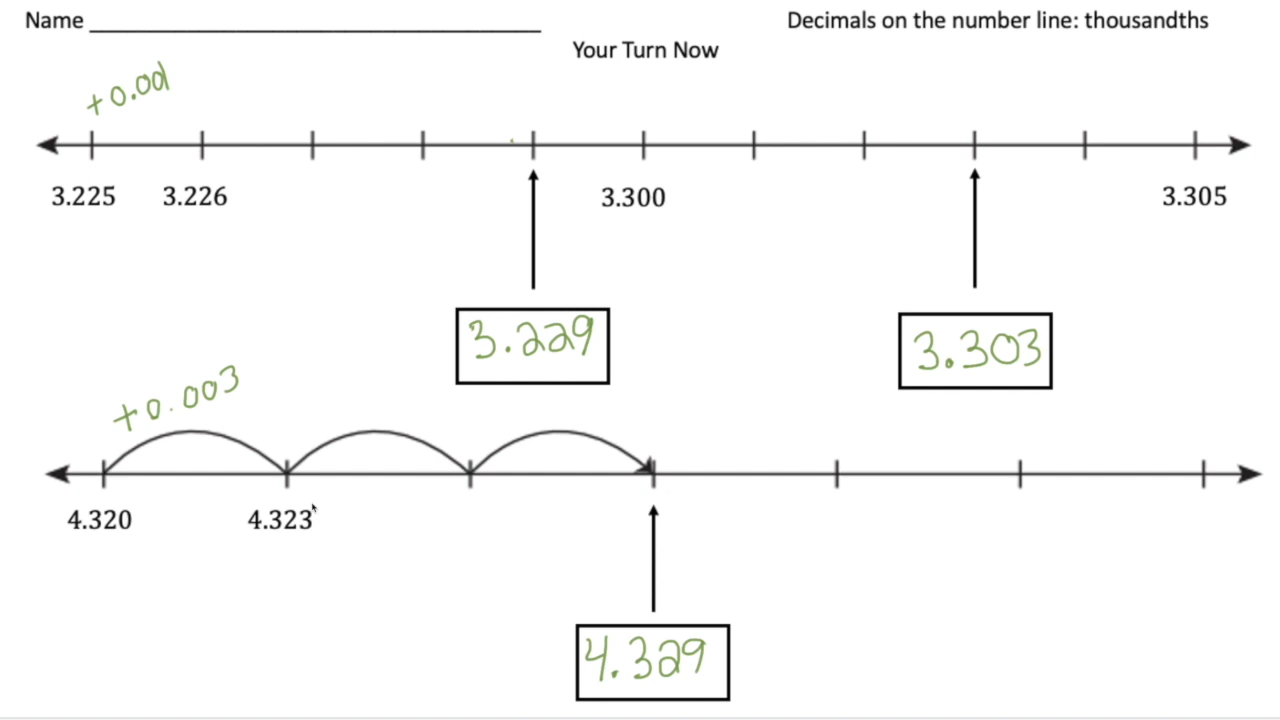 Name
Decimals on the number line: thousandths
Your Turn Now
+0.001
3.225 3.226 3.300 3.305
3.229 3.303
+0.003
4.320 4.323
4.329